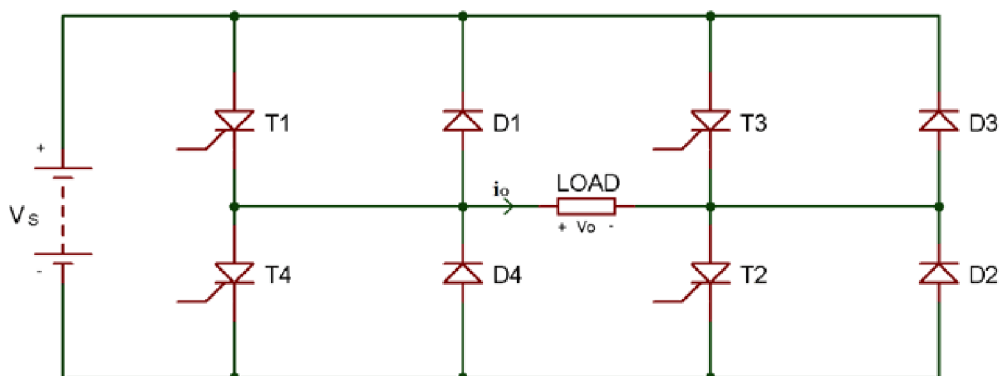 T1
D1
T3
D3
+
Vs
-
io
LOAD
+ Vo -
T4
D4
T2
D2